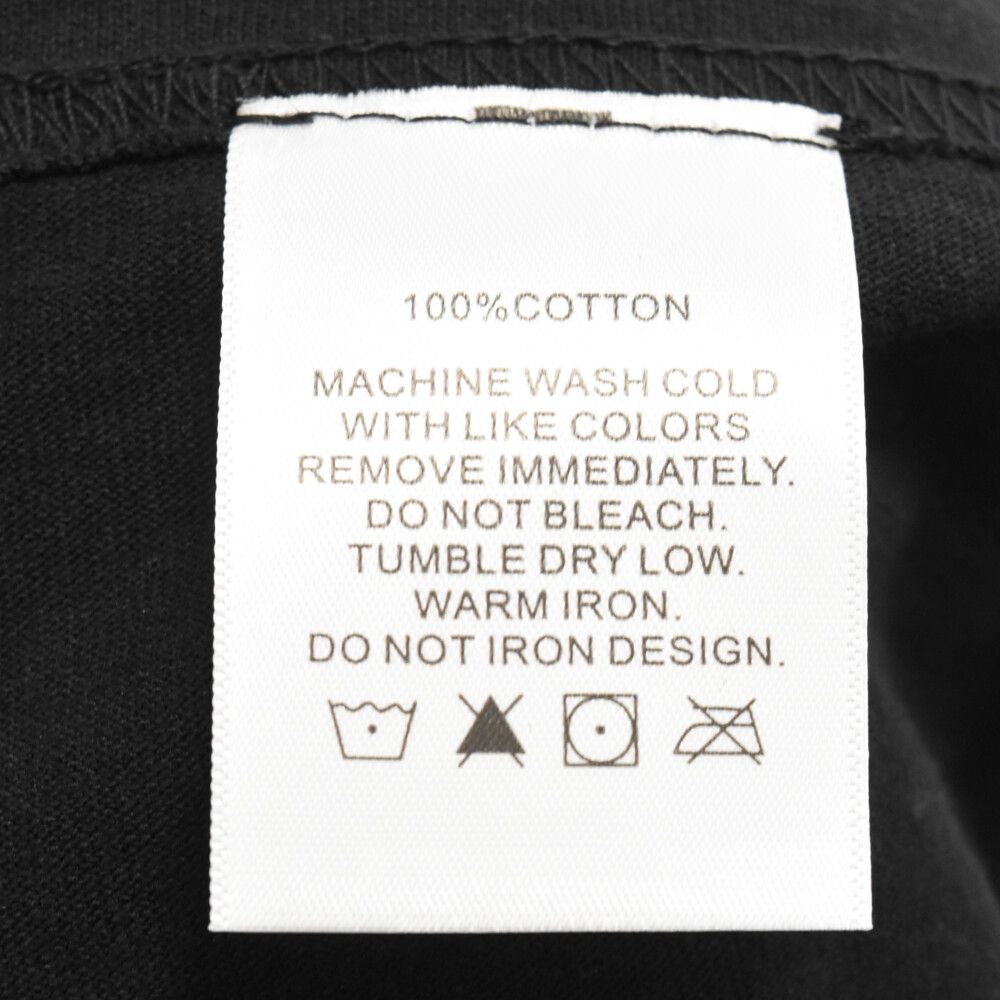 100%COTTON
MACHINE WASH COLD
WITH LIKE COLORS
REMOVE IMMEDIATELY.
DO NOT BLEACH.
TUMBLE DRY LOW.
WARM IRON.
DO NOT IRON DESIGN.